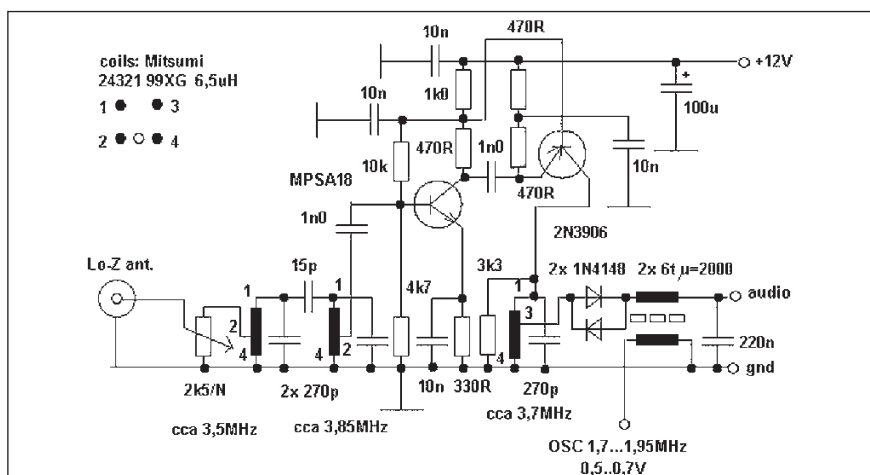 coils: Mitsumi
24321 99XG 6,5uH
1 3
2 4
10n
470R
+12V
+
100u
10n
1k0
10k
470R
1n0
470R
10n
MPSA18
2N3906
1n0
Lo-Z ant.
15p
1
1
2
2
4
4
4k7
3k3
1
3
4
2x 1N4148
2x 6t µ=2000
audio
220n
gnd
2k5/N
2x 270p
10n
330R
270p
cca 3,5MHz
cca 3,85MHz
cca 3,7MHz
OSC 1,7...1,95MHz
0,5..0,7V